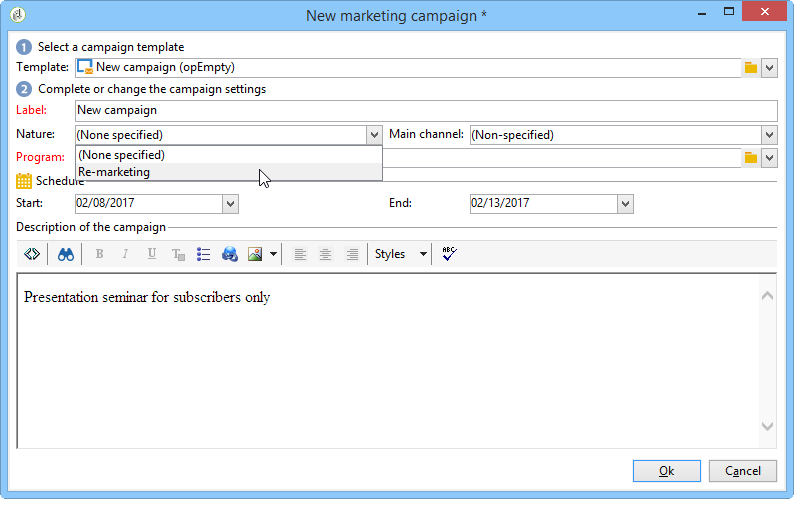 New marketing campaign *
1 Select a campaign template
Template: New campaign (opEmpty)
2 Complete or change the campaign settings
Label: New campaign
Nature: (None specified) Main channel: (Non-specified)
(None specified)
Program:
Re-marketing
Schedule
Start: 02/08/2017 End: 02/13/2017
Description of the campaign
B I U T Styles ABC
Presentation seminar for subscribers only
Ok Cancel